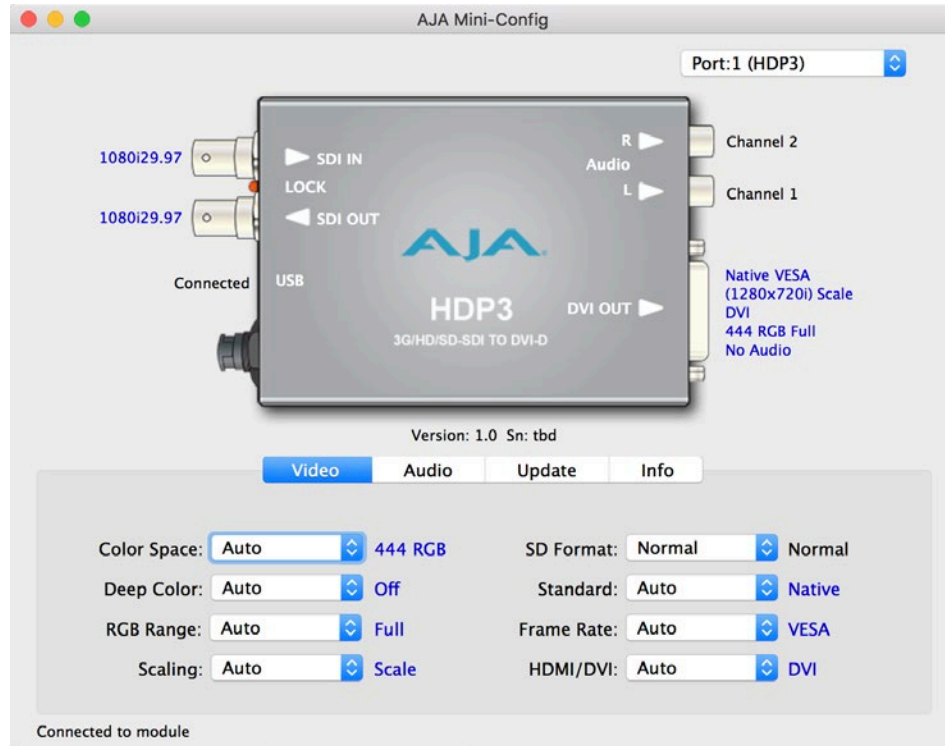 AJA Mini-Config
Port:1 (HDP3)
1080i29.97
SDI IN
LOCK
1080i29.97
SDI OUT
Connected
USB
R
Audio
L
Channel 2
Channel 1
AJA
HDP3
3G/HD/SD-SDI TO DVI-D
DVI OUT
Native VESA
(1280x720i) Scale
DVI
444 RGB Full
No Audio
Version: 1.0 Sn: tbd
Video Audio Update Info
Color Space: Auto 444 RGB SD Format: Normal Normal
Deep Color: Auto Off Standard: Auto Native
RGB Range: Auto Full Frame Rate: Auto VESA
Scaling: Auto Scale HDMI/DVI: Auto DVI
Connected to module